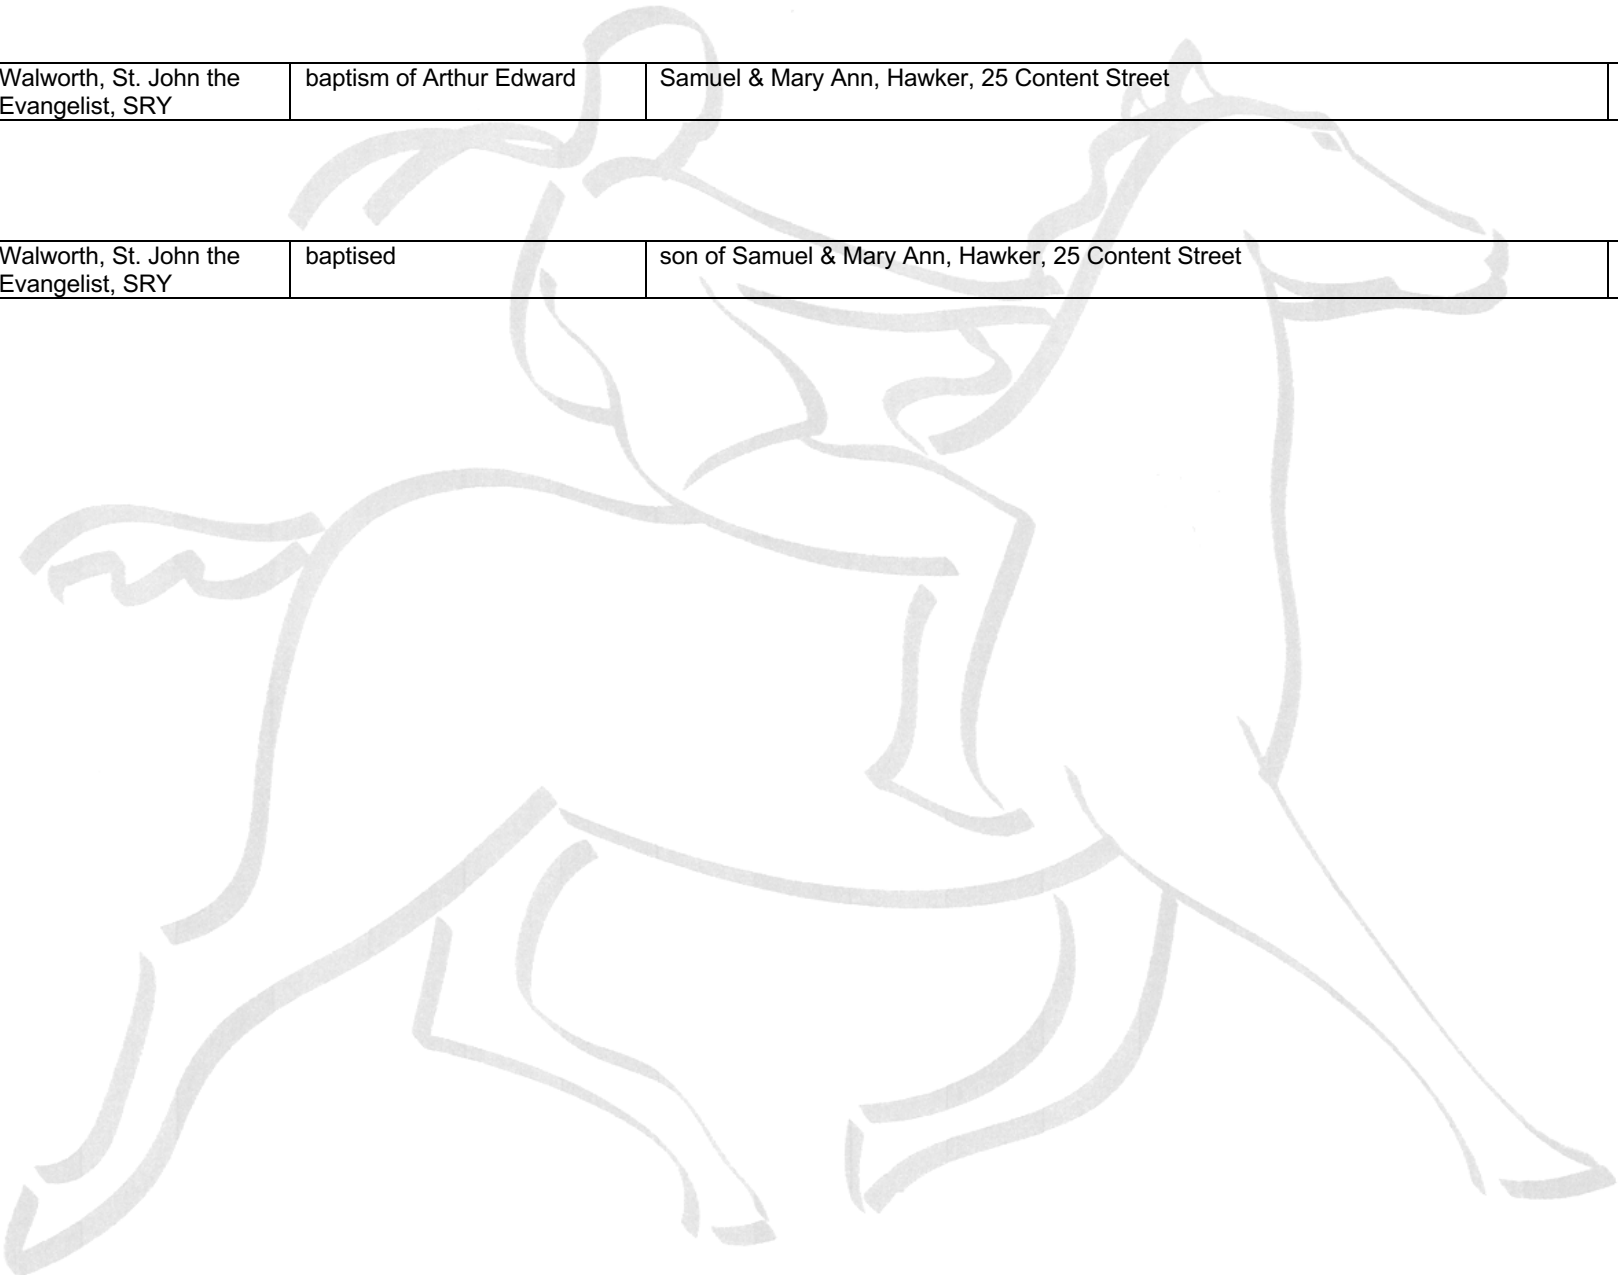 Walworth, St. John the baptism of Arthur Edward Samuel & Mary Ann, Hawker, 25 Content Street
Evangelist, SRY
Walworth, St. John the baptised son of Samuel & Mary Ann, Hawker, 25 Content Street
Evangelist, SRY